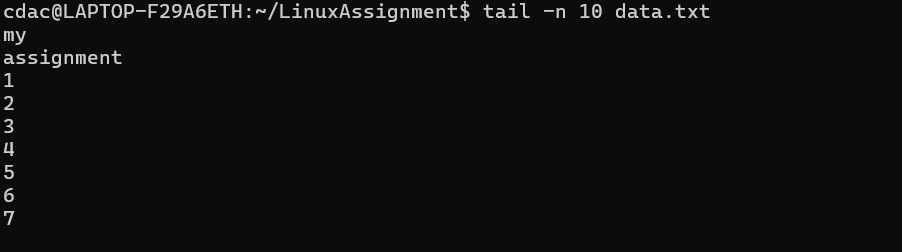 cdac@LAPTOP-F29A6ETH:~/LinuxAssignment$ tail -n 10 data.txt
my
assignment
1
2
3
4
5
6
7